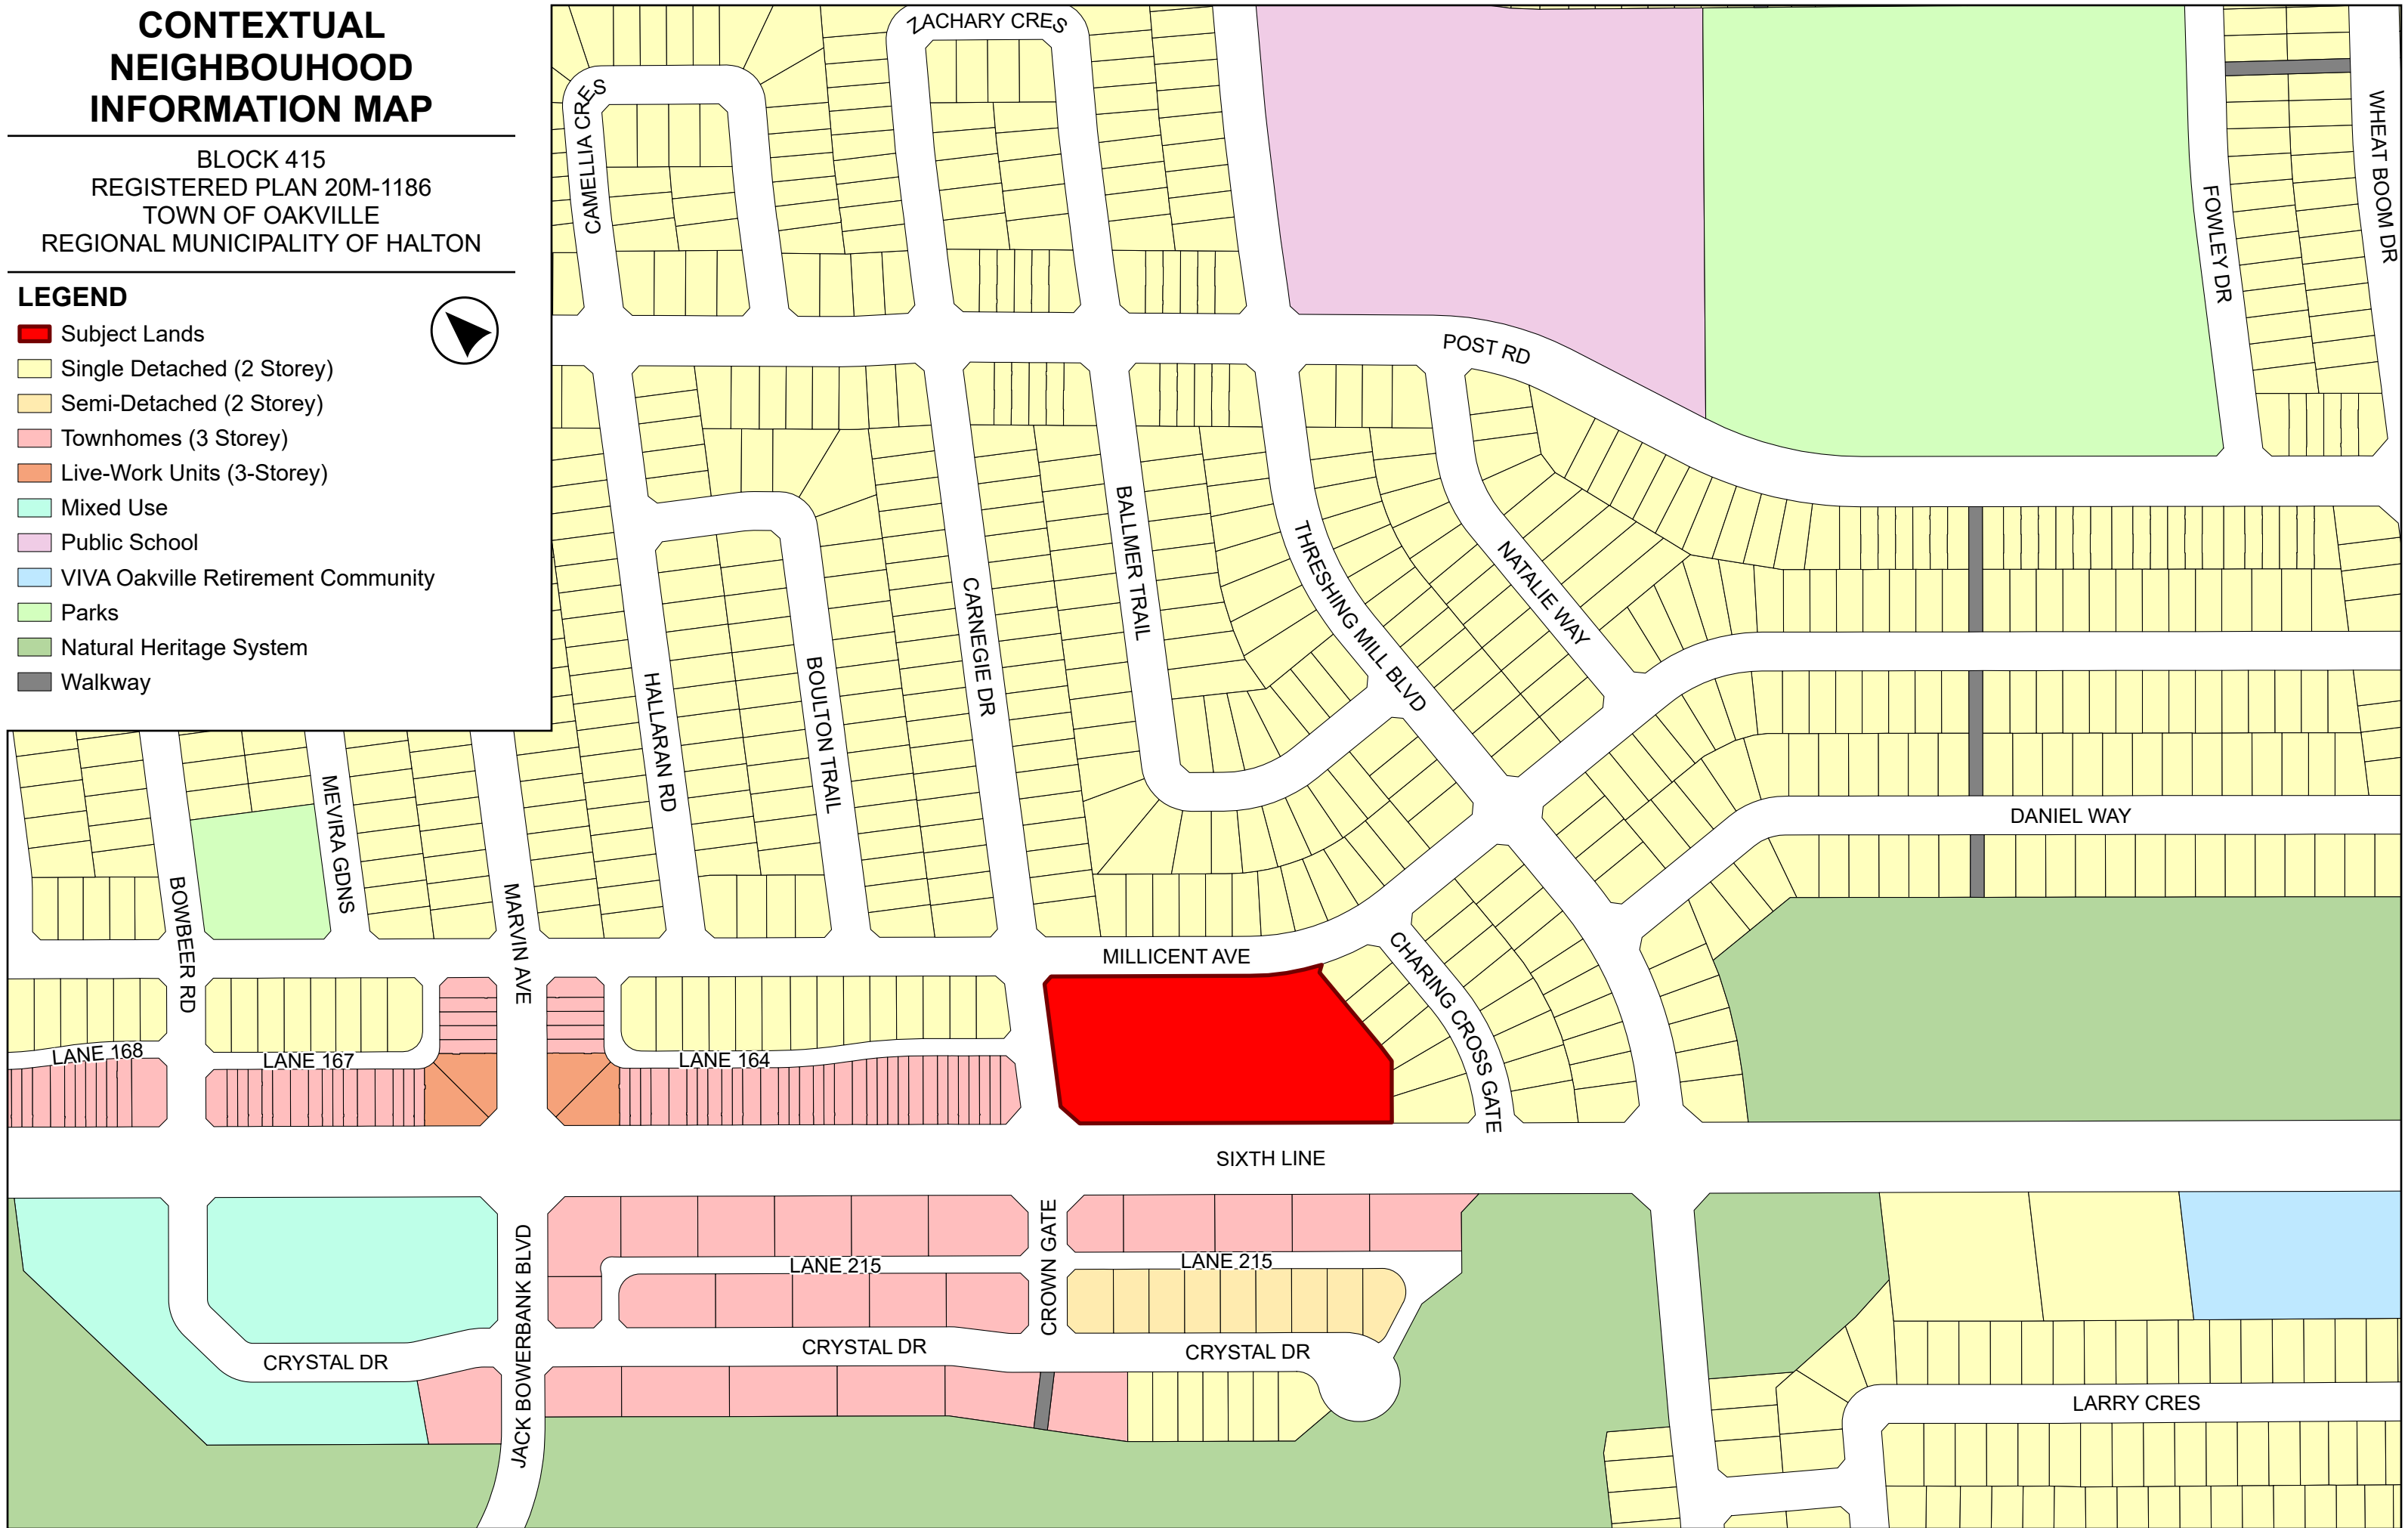 CONTEXTUAL
NEIGHBOUHOOD
INFORMATION MAP
BLOCK 415
REGISTERED PLAN 20M-1186
TOWN OF OAKVILLE
REGIONAL MUNICIPALITY OF HALTON
LEGEND
Subject Lands
Single Detached (2 Storey)
Semi-Detached (2 Storey)
Townhomes (3 Storey)
Live-Work Units (3-Storey)
Mixed Use
Public School
VIVA Oakville Retirement Community
Parks
Natural Heritage System
Walkway
ZACHARY CRES
CAMELLIA CRES
WHEAT BOOM DR
FOWLEY DR
POST RD
BALLMER TRAIL
THRESHING MILL BLVD
NATALIE WAY
CARNEGIE DR
HALLARAN RD
BOULTON TRAIL
MEVIRA GDNS
DANIEL WAY
BOWBEER RD
MARVIN AVE
MILLICENT AVE
CHARING CROSS GATE
LANE 168
LANE 167
LANE 164
SIXTH LINE
JACK BOWERBANK BLVD
CROWN GATE
LANE 215
LANE 215
CRYSTAL DR
CRYSTAL DR
CRYSTAL DR
LARRY CRES